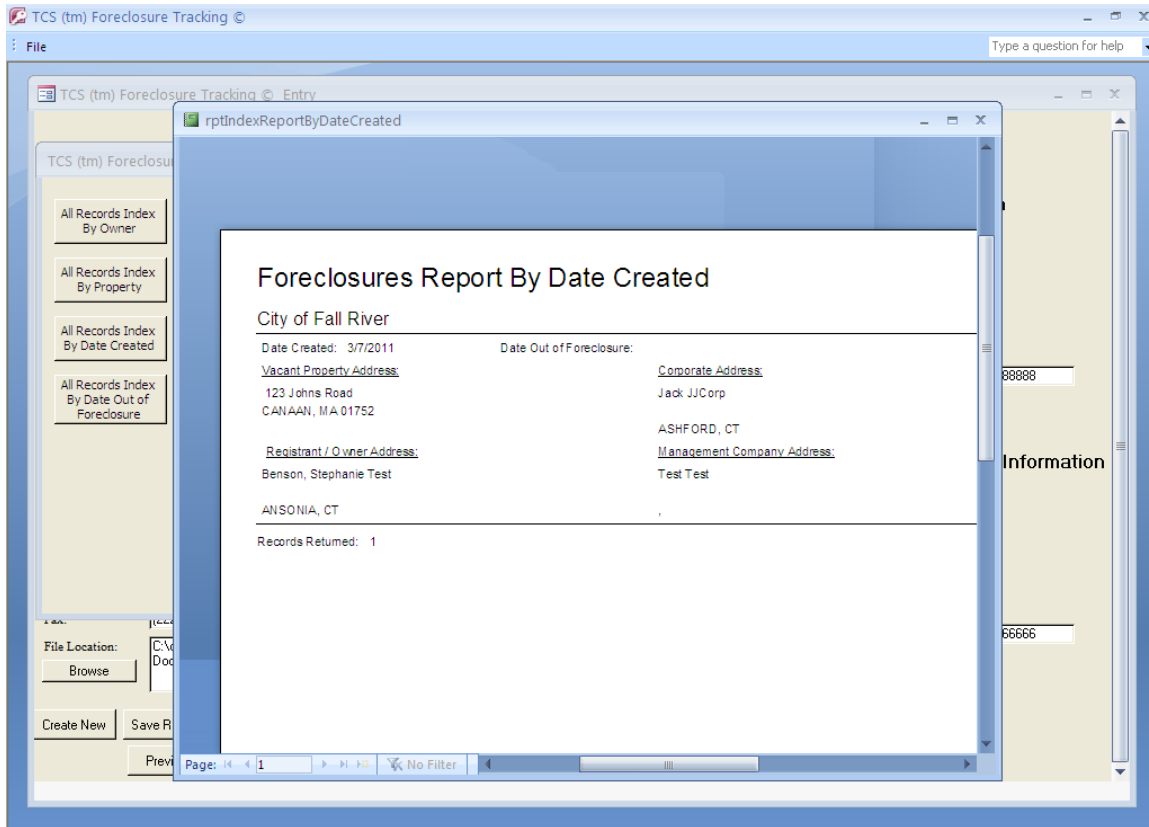 TCS (tm) Foreclosure Tracking ©
File
Type a question for help
TCS (tm) Foreclosure Tracking © Entry
rptIndexReportByDateCreated
All Records Index
By Owner
All Records Index
By Property
All Records Index
By Date Created
All Records Index
By Date Out of
Foreclosure
Foreclosures Report By Date Created
City of Fall River
Date Created: 3/7/2011 Date Out of Foreclosure:
Vacant Property Address: Corporate Address:
123 Johns Road Jack JJCorp
CANAAN, MA 01752
ASHFORD, CT
Registrant / Owner Address: Management Company Address:
Benson, Stephanie Test Test Test
ANSONIA, CT ,
Records Returned: 1
88888
Information
66666
File Location:
Browse
Create New Save R
Previ
Page: 1 No Filter